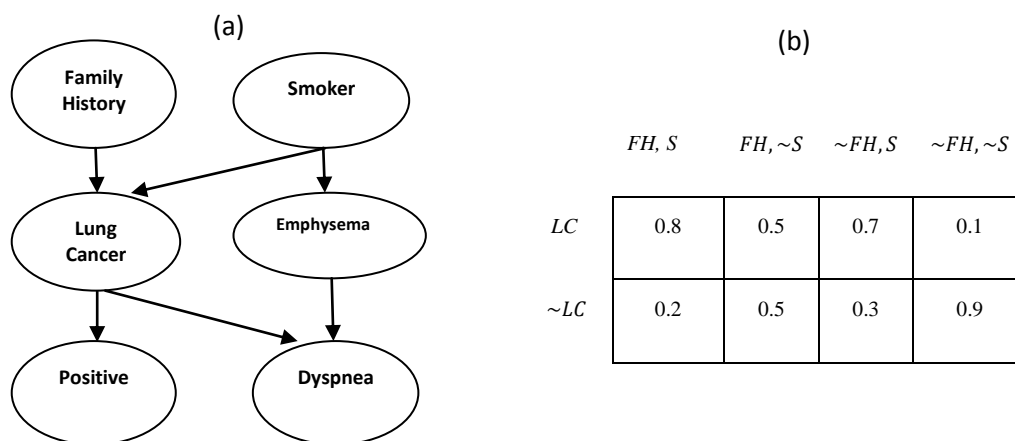 (a)
Family
History
Smoker
Lung
Cancer
Emphysema
Positive
Dyspnea
(b)
FH, S FH, ~S ~FH, S ~FH, ~S
LC 0.8 0.5 0.7 0.1
~LC 0.2 0.5 0.3 0.9